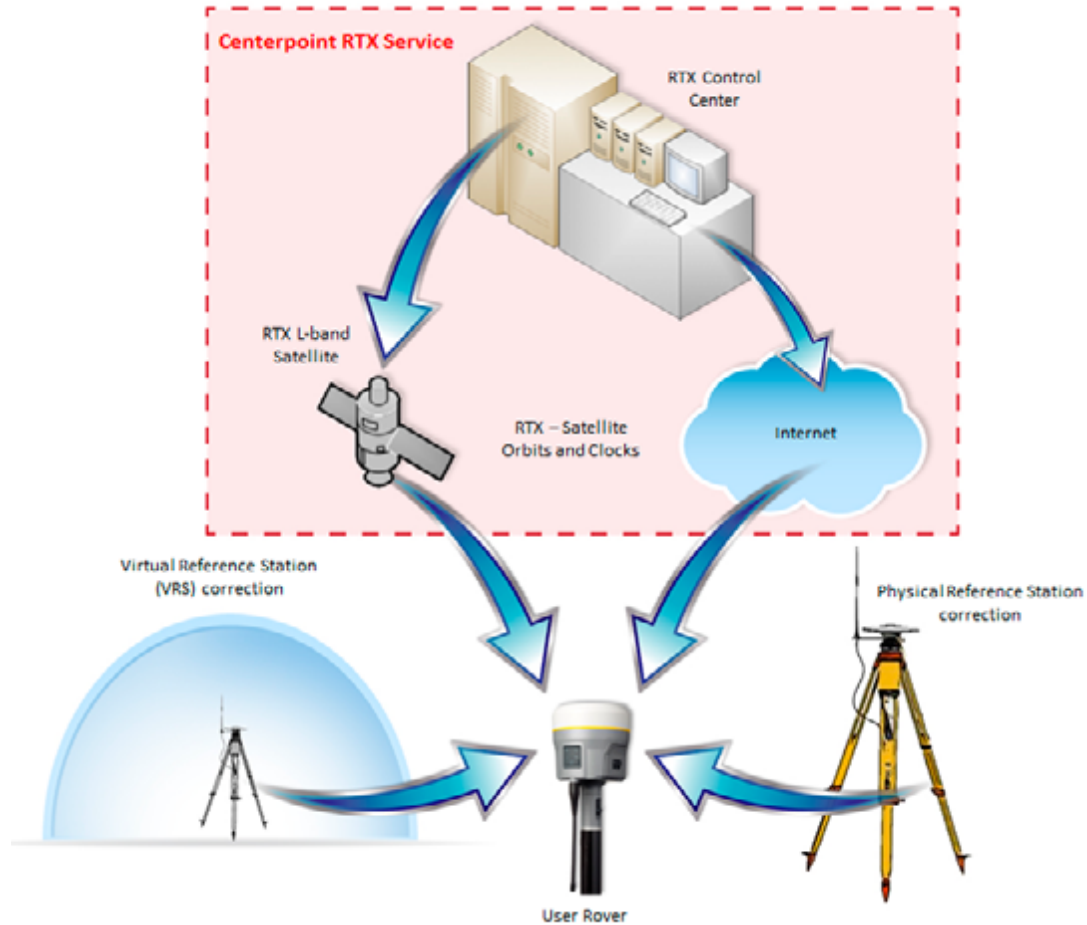 Centerpoint RTX Service
RTX Control
Center
RTX L-band
Satellite
RTX – Satellite
Orbits and Clocks
Internet
Virtual Reference Station
(VRS) correction
Physical Reference Station
correction
User Rover